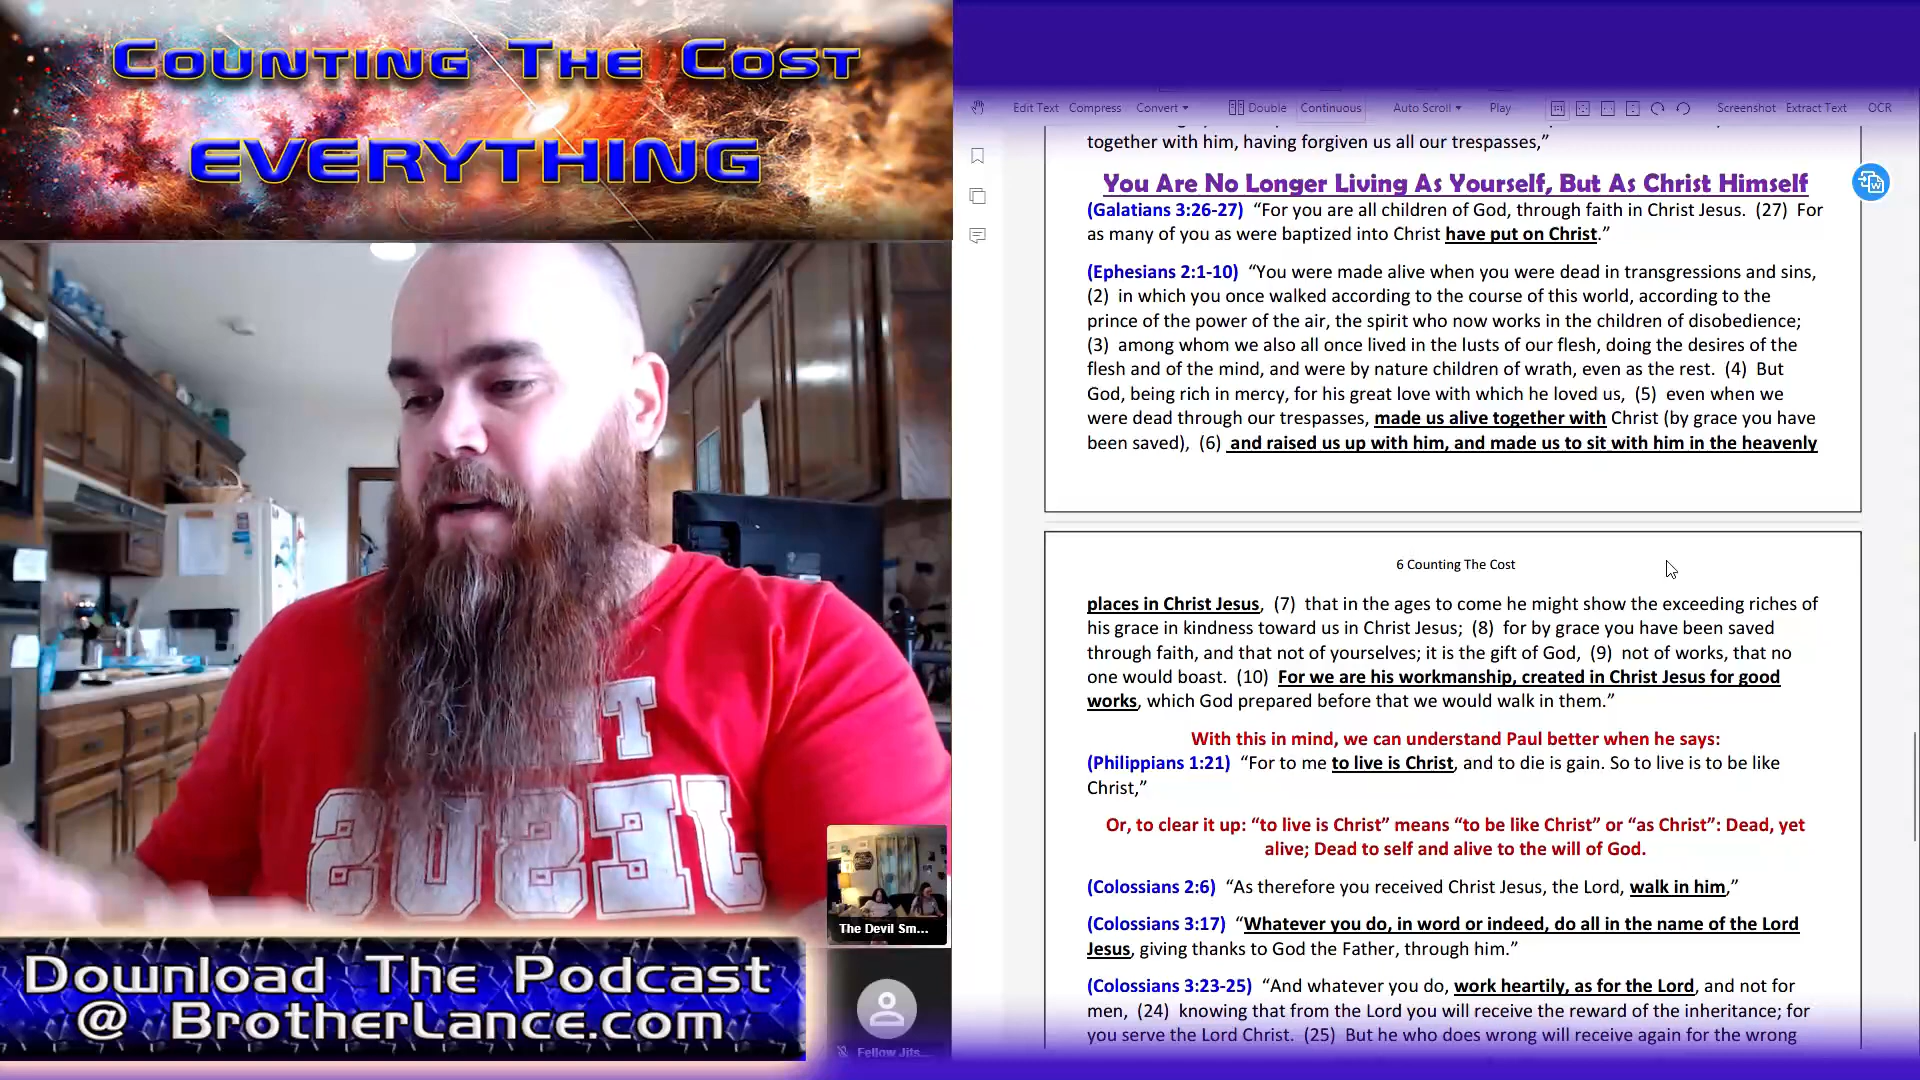 COUNTING THE COST
EVERYTHING
Edit Text Compress Convert Double Continuous Auto Scroll Play Screenshot Extract Text OCR
together with him, having forgiven us all our trespasses,”
You Are No Longer Living As Yourself, But As Christ Himself
(Galatians 3:26-27) “For you are all children of God, through faith in Christ Jesus. (27) For
as many of you as were baptized into Christ have put on Christ.”
(Ephesians 2:1-10) “You were made alive when you were dead in transgressions and sins,
(2) in which you once walked according to the course of this world, according to the
prince of the power of the air, the spirit who now works in the children of disobedience;
(3) among whom we also all once lived in the lusts of our flesh, doing the desires of the
flesh and of the mind, and were by nature children of wrath, even as the rest. (4) But
God, being rich in mercy, for his great love with which he loved us, (5) even when we
were dead through our trespasses, made us alive together with Christ (by grace you have
been saved), (6) and raised us up with him, and made us to sit with him in the heavenly
6 Counting The Cost
places in Christ Jesus, (7) that in the ages to come he might show the exceeding riches of
his grace in kindness toward us in Christ Jesus; (8) for by grace you have been saved
through faith, and that not of yourselves; it is the gift of God, (9) not of works, that no
one would boast. (10) For we are his workmanship, created in Christ Jesus for good
works, which God prepared before that we would walk in them.”
With this in mind, we can understand Paul better when he says:
(Philippians 1:21) “For to me to live is Christ, and to die is gain. So to live is to be like
Christ,”
Or, to clear it up: “to live is Christ” means “to be like Christ” or “as Christ”: Dead, yet
alive; Dead to self and alive to the will of God.
(Colossians 2:6) “As therefore you received Christ Jesus, the Lord, walk in him,”
(Colossians 3:17) “Whatever you do, in word or indeed, do all in the name of the Lord
Jesus, giving thanks to God the Father, through him.”
(Colossians 3:23-25) “And whatever you do, work heartily, as for the Lord, and not for
men, (24) knowing that from the Lord you will receive the reward of the inheritance; for
you serve the Lord Christ. (25) But he who does wrong will receive again for the wrong
JESUS
The Devil Sm...
Fellow Jits...
Download The Podcast
@ BrotherLance.com